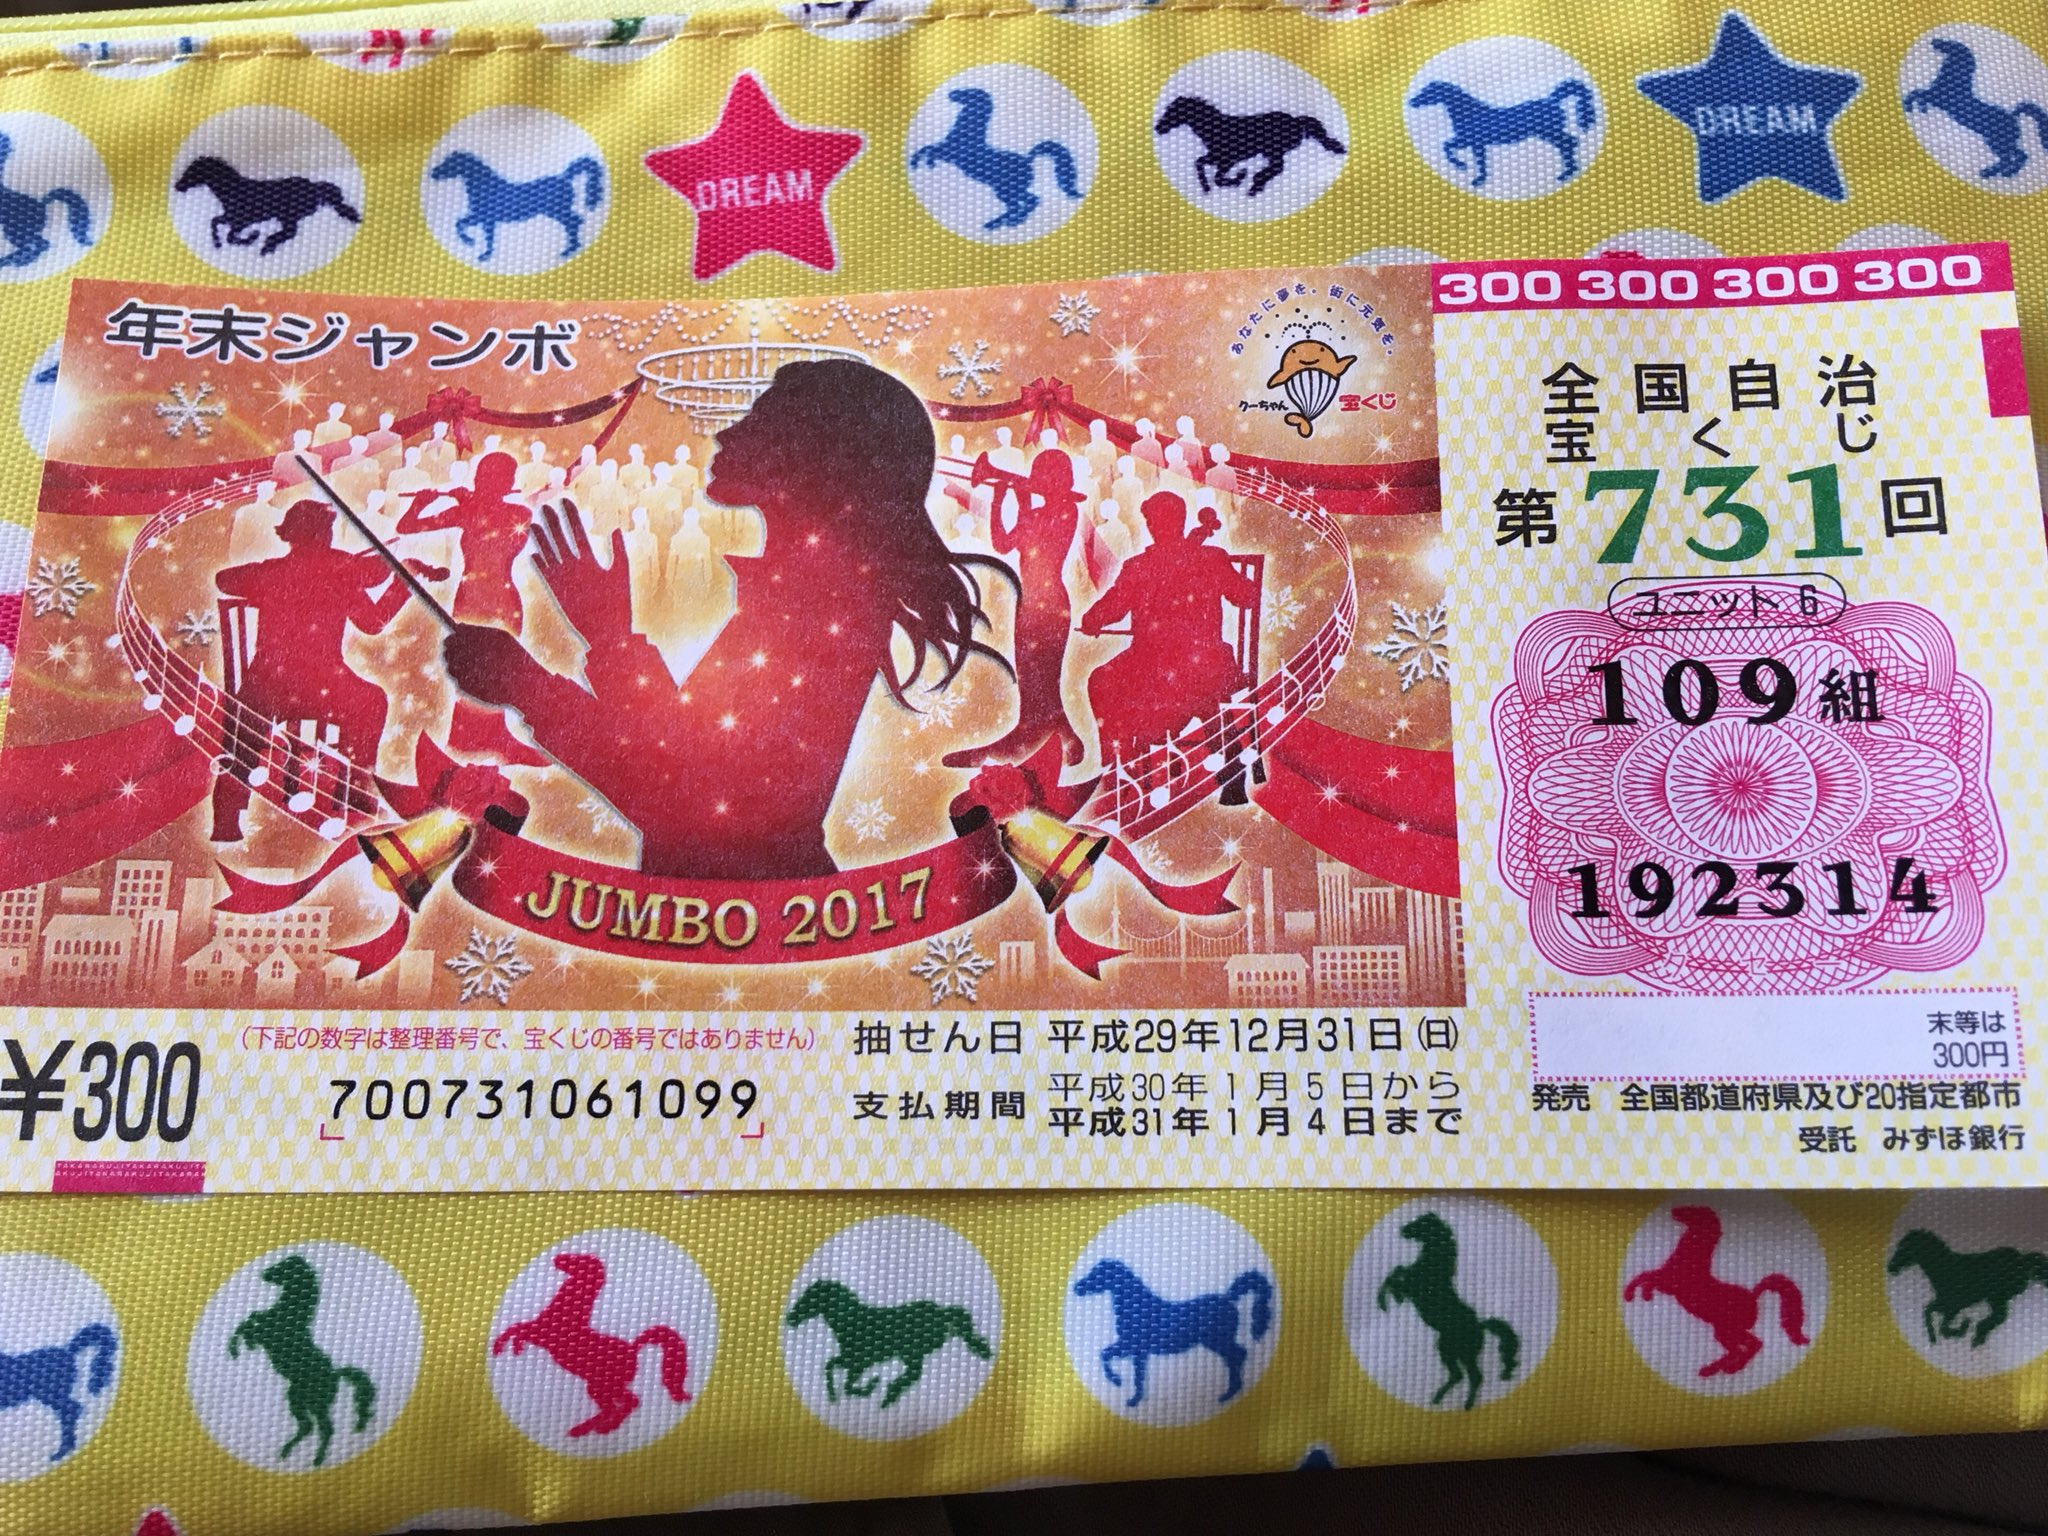 DREAM
DREAM
年末ジャンボ
あなたに夢を。街に元気を。
クーちゃん 宝くじ
JUMBO 2017
¥300
(下記の数字は整理番号で、宝くじの番号ではありません)
700731061099
抽せん日 平成29年12月31日(日)
支払期間 平成30年1月5日から
平成31年1月4日まで
300 300 300 300
全国自治
宝くじ
第731回
ユニット 6
109組
192314
末等は
300円
発売 全国都道府県及び20指定都市
受託 みずほ銀行